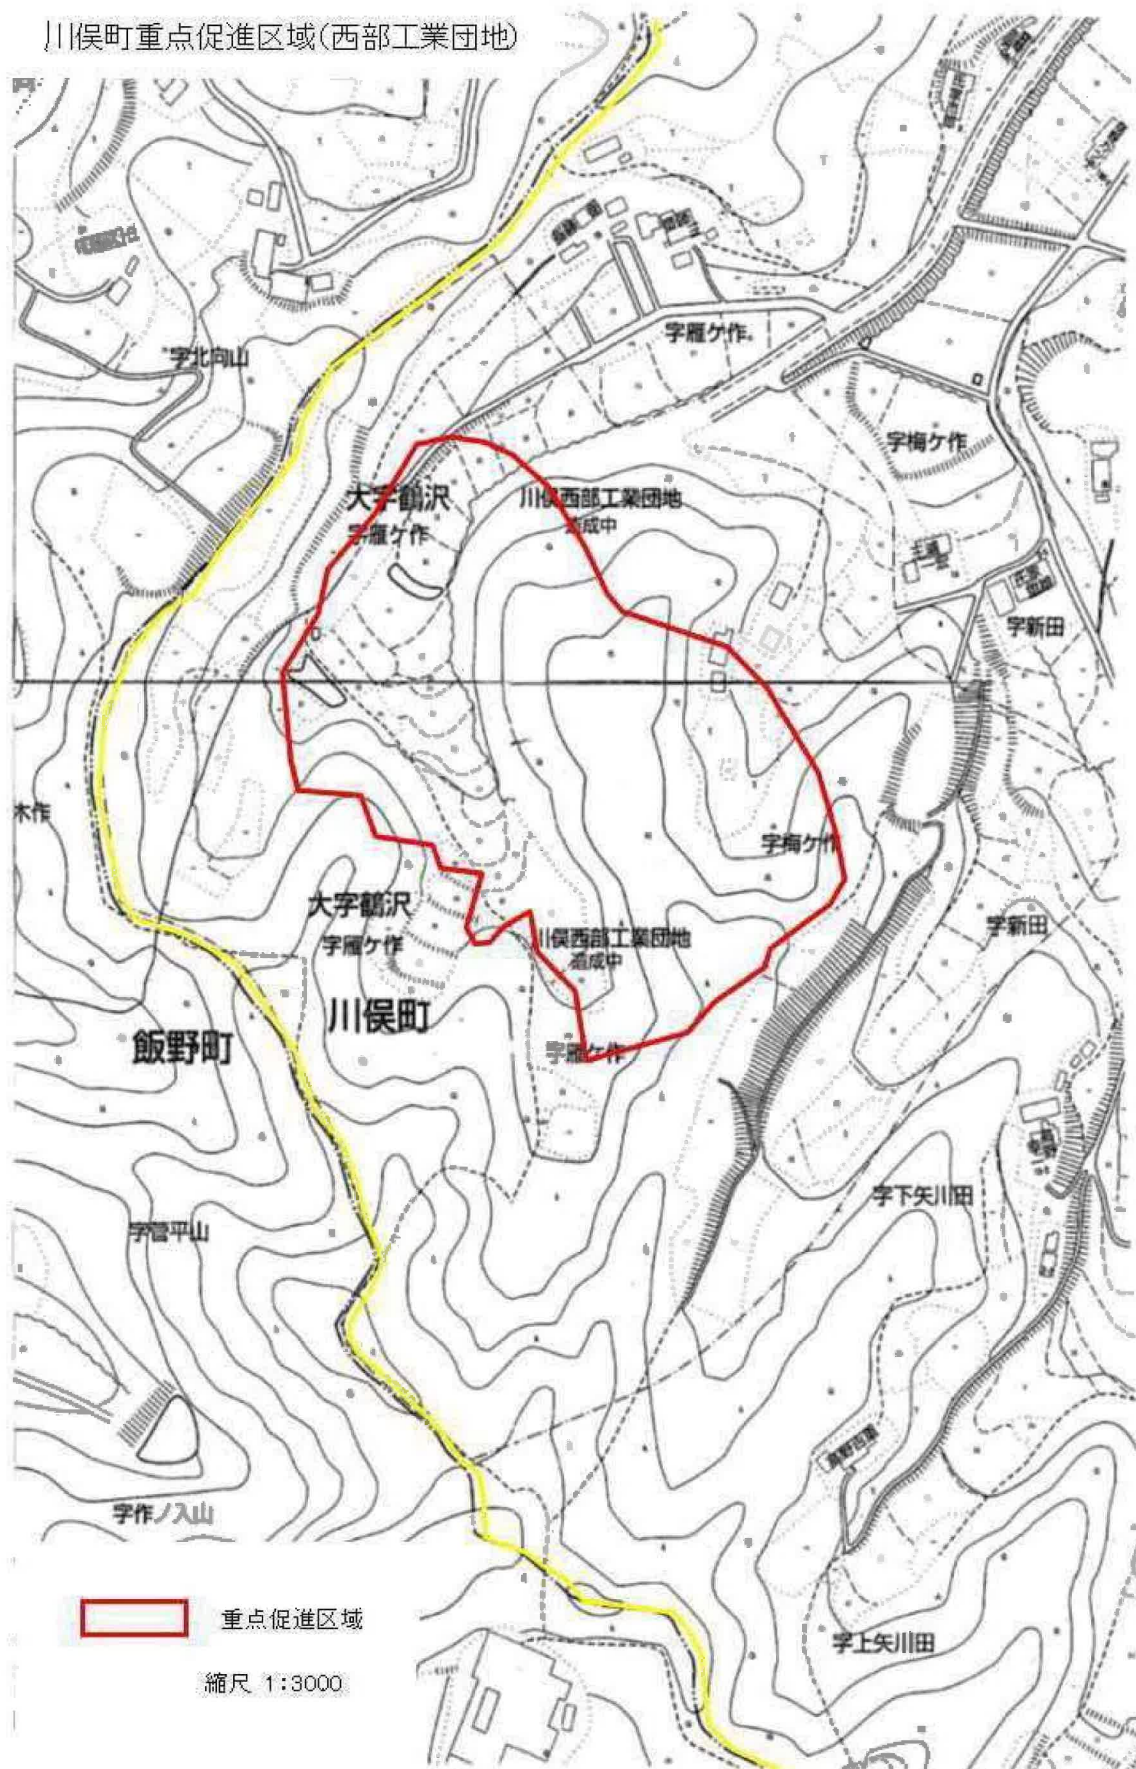 川俣町重点促進区域(西部工業団地)
字雁ケ作
字北向山
字梅ケ作
大字鶴沢
川俣西部工業団地
造成中
字雁ケ作
字新田
木作
字梅ケ作
大字鶴沢
字新田
川俣西部工業団地
字雁ケ作
造成中
川俣町
飯野町
字雁ケ作
字下矢川田
字菅平山
字作ノ入山
重点促進区域
字上矢川田
縮尺 1:3000